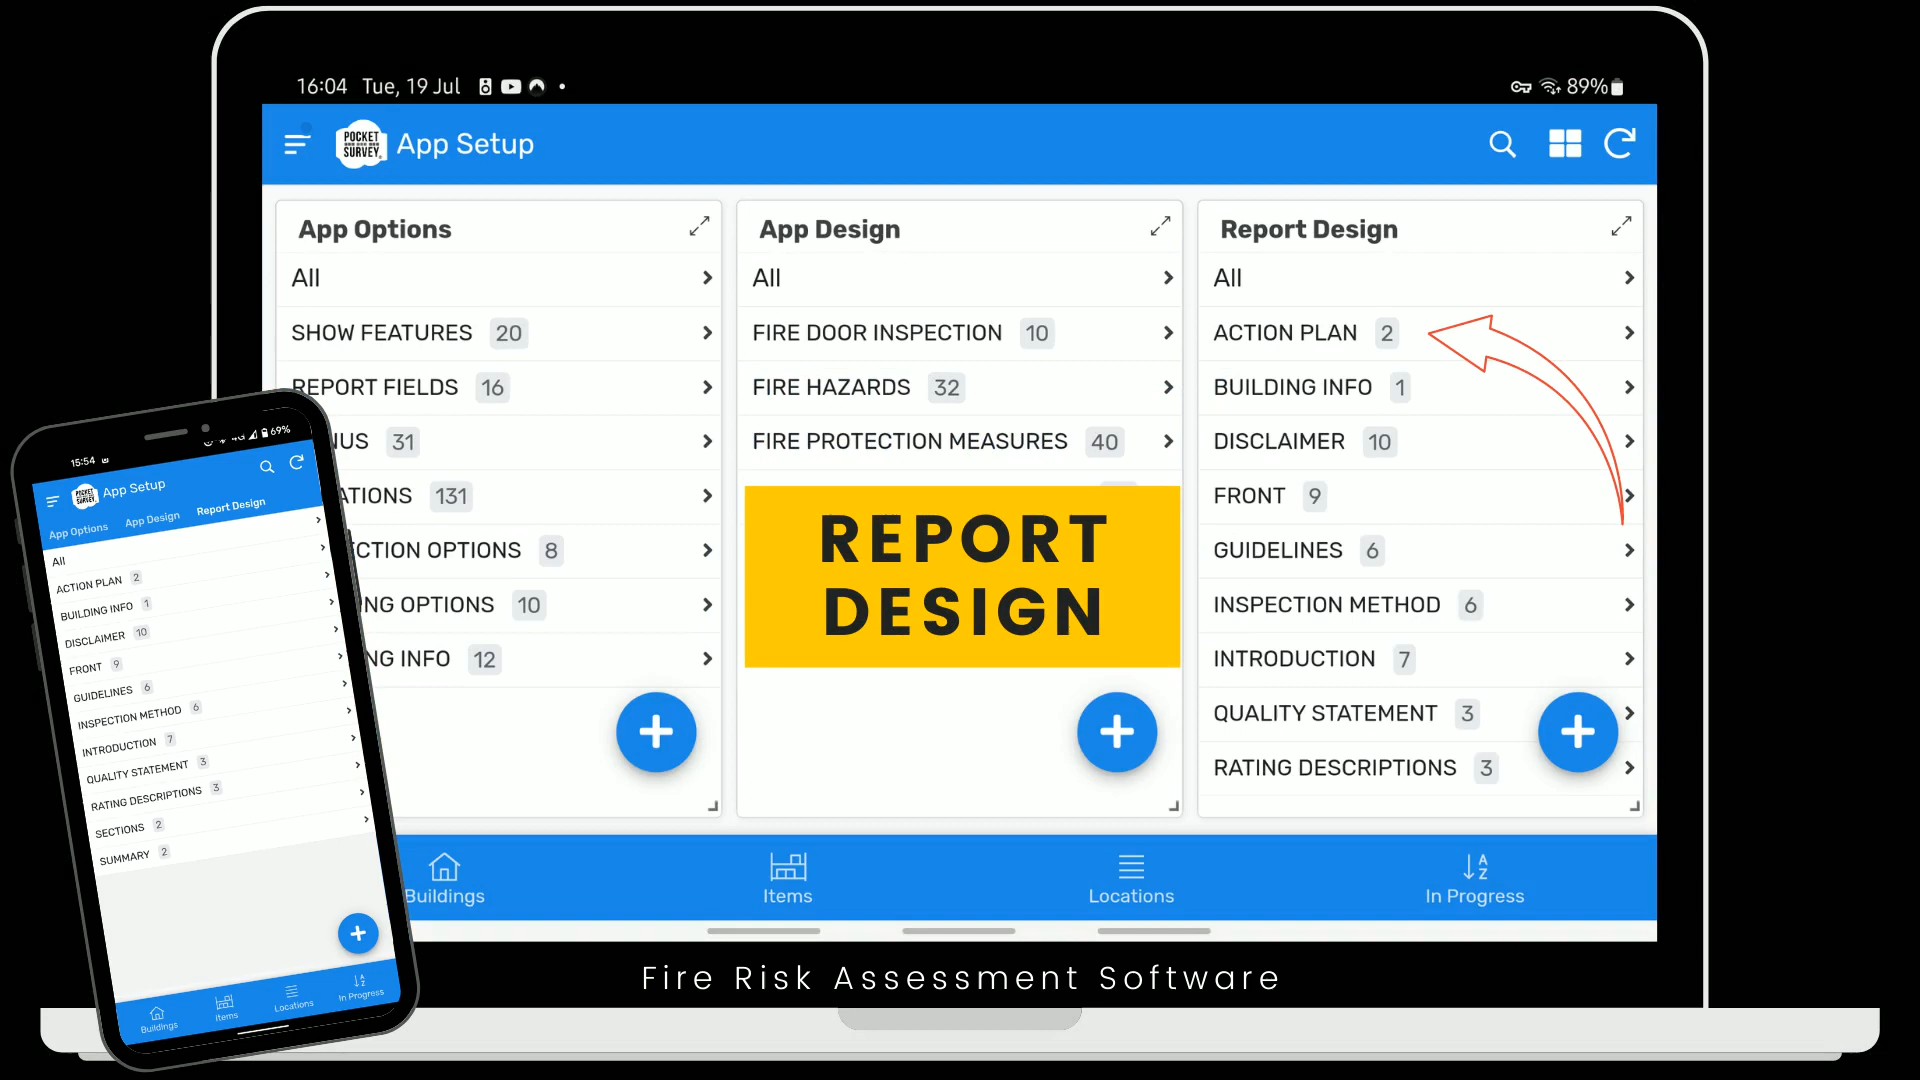 16:04 Tue, 19 Jul
89%
POCKET
SURVEY
App Setup
App Options
All
SHOW FEATURES 20
REPORT FIELDS 16
NUS 31
ATIONS 131
CTION OPTIONS 8
NG OPTIONS 10
NG INFO 12
App Design
All
FIRE DOOR INSPECTION 10
FIRE HAZARDS 32
FIRE PROTECTION MEASURES 40
REPORT
DESIGN
Report Design
All
ACTION PLAN 2
BUILDING INFO 1
DISCLAIMER 10
FRONT 9
GUIDELINES 6
INSPECTION METHOD 6
INTRODUCTION 7
QUALITY STATEMENT 3
RATING DESCRIPTIONS 3
Buildings
Items
Locations
In Progress
Fire Risk Assessment Software
15:54
4G 69%
POCKET
SURVEY
App Setup
App Options App Design Report Design
All
ACTION PLAN 2
BUILDING INFO 1
DISCLAIMER 10
FRONT 9
GUIDELINES 6
INSPECTION METHOD 6
INTRODUCTION 7
QUALITY STATEMENT 3
RATING DESCRIPTIONS 3
SECTIONS 2
SUMMARY 2
Buildings
Items
Locations
In Progress